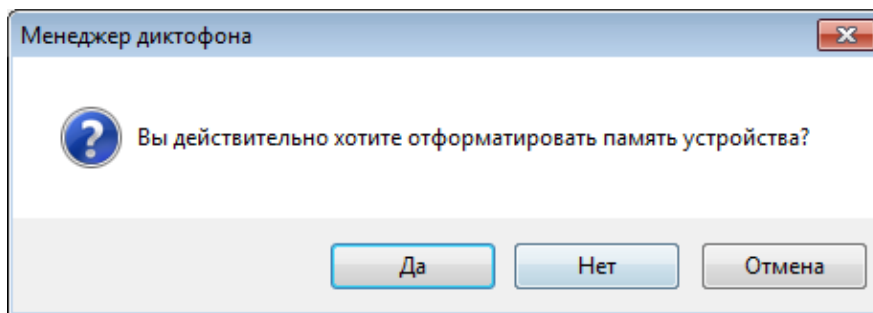 Менеджер диктофона
Вы действительно хотите отформатировать память устройства?
Да Нет Отмена